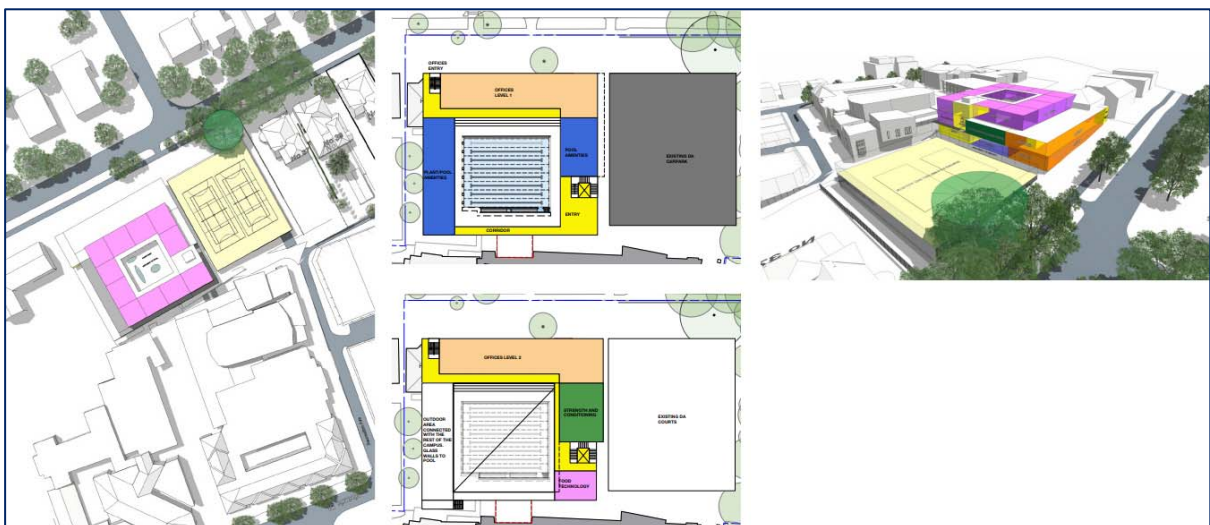 OFFICES
ENTRY
OFFICES
LEVEL 1
PLANT/POOL
AMENITIES
POOL
AMENITIES
EXISTING DA
CARPARK
ENTRY
CORRIDOR
OFFICES LEVEL 2
OUTDOOR
AREA
CONNECTED
WITH THE
REST OF THE
CAMPUS.
GLASS
WALLS TO
POOL
STRENGTH AND
CONDITIONING
EXISTING DA
COURTS
FOOD
TECHNOLOGY